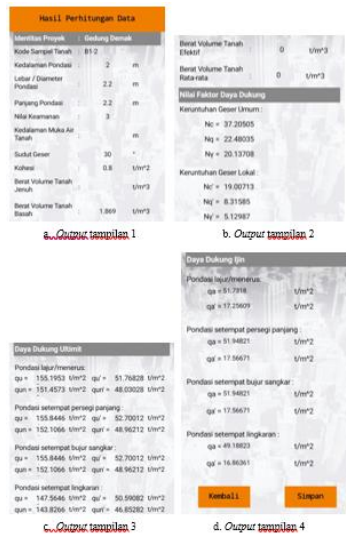 Hasil Perhitungan Data
Identitas Proyek : Gedung Demak
Kode Sampel Tanah : B1-2
Kedalaman Pondasi : 2 m
Lebar / Diameter Pondasi : 2.2 m
Panjang Pondasi : 2.2 m
Nilai Keamanan : 3
Kedalaman Muka Air Tanah : m
Sudut Geser : 30 °
Kohesi : 0.8 t/m^2
Berat Volume Tanah Jenuh : t/m^3
Berat Volume Tanah Basah : 1.869 t/m^3
a. Output tampilan 1
Berat Volume Tanah Efektif : 0 t/m^3
Berat Volume Tanah Rata-rata : 0 t/m^3
Nilai Faktor Daya Dukung
Keruntuhan Geser Umum :
Nc = 37.20505
Nq = 22.48035
Ny = 20.13708
Keruntuhan Geser Lokal :
Nc' = 19.00713
Nq' = 8.31585
Ny' = 5.12987
b. Output tampilan 2
Daya Dukung Ultimit
Pondasi lajur/menerus:
qu = 155.1953 t/m^2 qu' = 51.76828 t/m^2
qun = 151.4573 t/m^2 qun' = 48.03028 t/m^2
Pondasi setempat persegi panjang :
qu = 155.8446 t/m^2 qu' = 52.70012 t/m^2
qun = 152.1066 t/m^2 qun' = 48.96212 t/m^2
Pondasi setempat bujur sangkar :
qu = 155.8446 t/m^2 qu' = 52.70012 t/m^2
qun = 152.1066 t/m^2 qun' = 48.96212 t/m^2
Pondasi setempat lingkaran :
qu = 147.5646 t/m^2 qu' = 50.59082 t/m^2
qun = 143.8266 t/m^2 qun' = 46.85282 t/m^2
c. Output tampilan 3
Daya Dukung Ijin
Pondasi lajur/menerus:
qa = 51.7318 t/m^2
qa' = 17.25609 t/m^2
Pondasi setempat persegi panjang :
qa = 51.94821 t/m^2
qa' = 17.56671 t/m^2
Pondasi setempat bujur sangkar :
qa = 51.94821 t/m^2
qa' = 17.56671 t/m^2
Pondasi setempat lingkaran :
qa = 49.18823 t/m^2
qa' = 16.86361 t/m^2
Kembali Simpan
d. Output tampilan 4